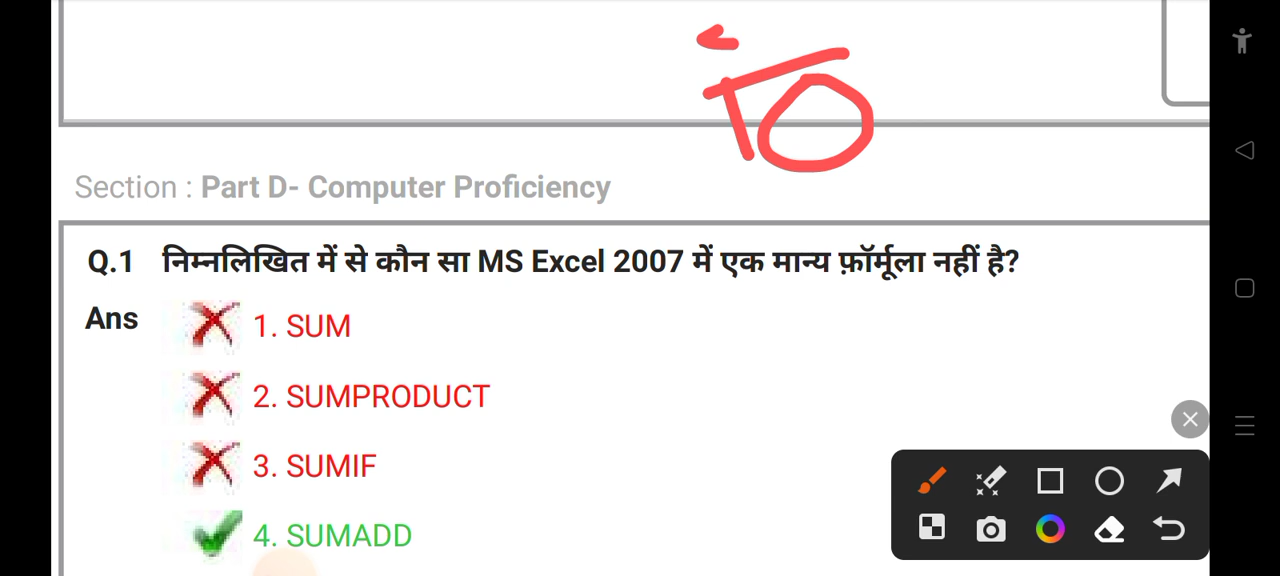 Section : Part D- Computer Proficiency
Q.1 निम्नलिखित में से कौन सा MS Excel 2007 में एक मान्य फ़ॉर्मूला नहीं है?
Ans 1. SUM
2. SUMPRODUCT
3. SUMIF
4. SUMADD